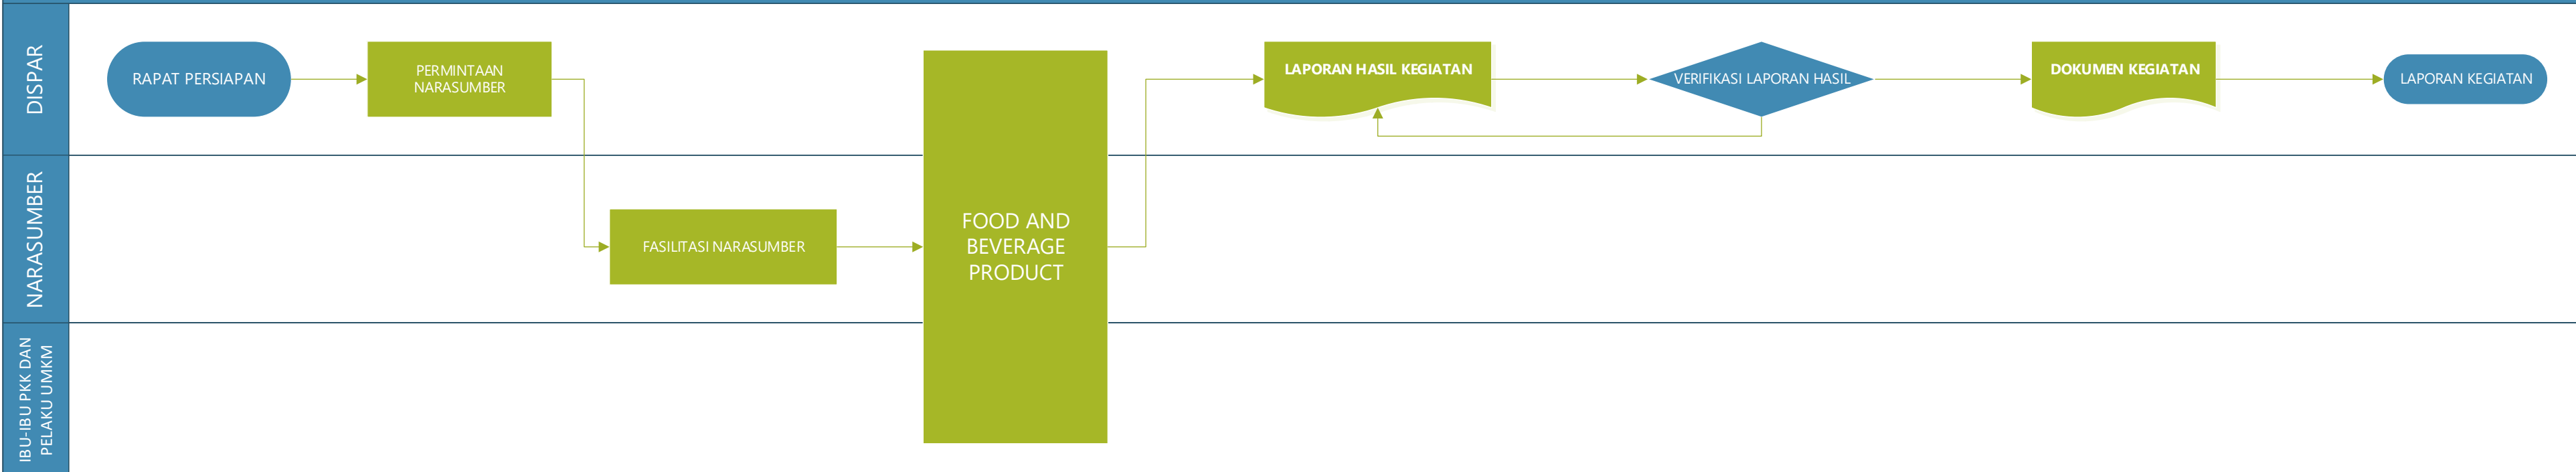 DISPAR
RAPAT PERSIAPAN
PERMINTAAN
NARASUMBER
LAPORAN HASIL KEGIATAN
VERIFIKASI LAPORAN HASIL
DOKUMEN KEGIATAN
LAPORAN KEGIATAN
NARASUMBER
FASILITASI NARASUMBER
FOOD AND
BEVERAGE
PRODUCT
IBU-IBU PKK DAN
PELAKU UMKM